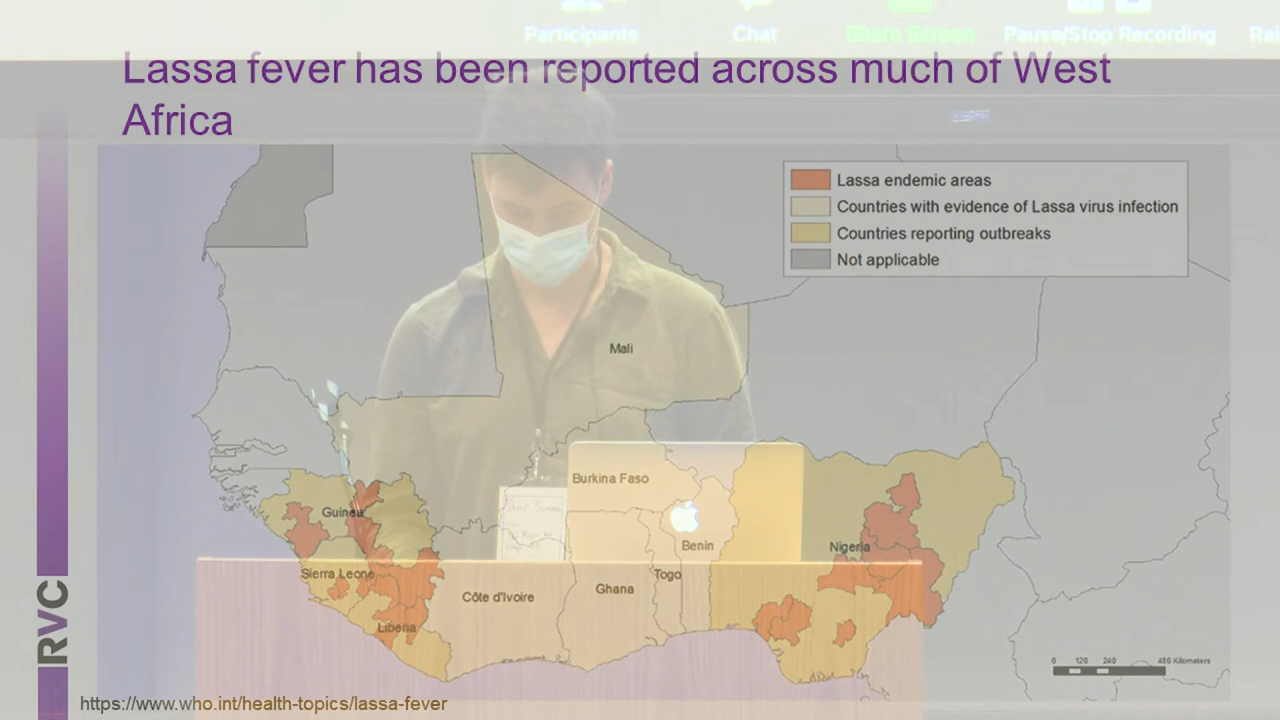 Participants
Chat
Share Screen
Pause/Stop Recording
Lassa fever has been reported across much of West
Africa
Lassa endemic areas
Countries with evidence of Lassa virus infection
Countries reporting outbreaks
Not applicable
Mali
Burkina Faso
Guinea
Benin
Nigeria
Sierra Leone
Togo
Ghana
Côte d'Ivoire
Liberia
0 120 240 480 Kilometers
RVC
https://www.who.int/health-topics/lassa-fever